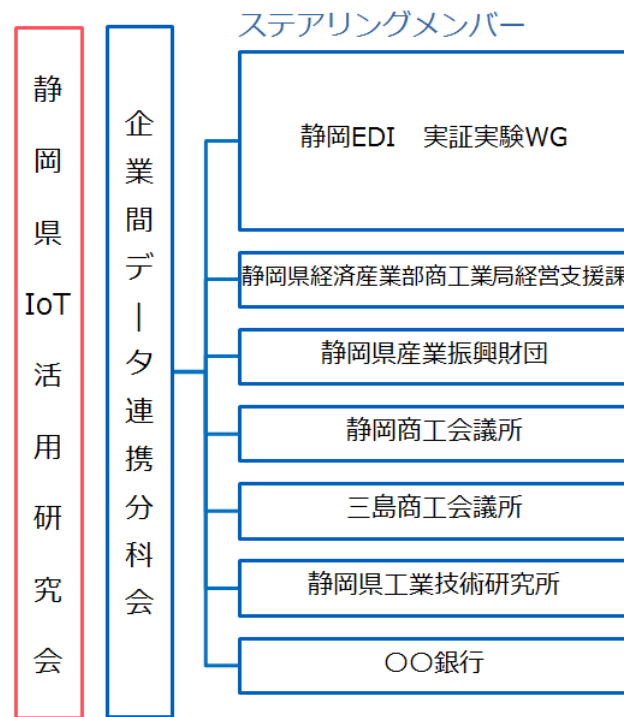 ステアリングメンバー
静岡県IoT活用研究会
企業間データ連携分科会
静岡EDI　実証実験WG
静岡県経済産業部商工業局経営支援課
静岡県産業振興財団
静岡商工会議所
三島商工会議所
静岡県工業技術研究所
〇〇銀行